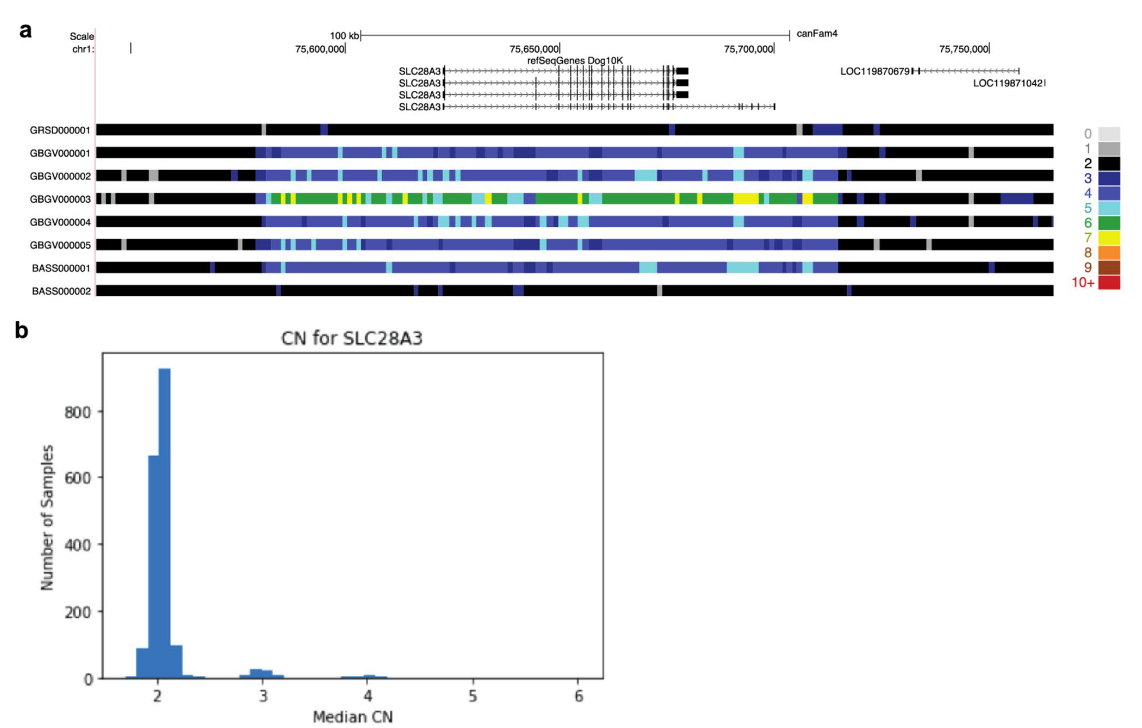 a
Scale 100 kb canFam4
chr1: 75,600,000 75,650,000 75,700,000 75,750,000
refSeqGenes Dog10K
SLC28A3 LOC119870679
SLC28A3 LOC119871042
SLC28A3
SLC28A3
GRSD000001
GBGV000001
GBGV000002
GBGV000003
GBGV000004
GBGV000005
BASS000001
BASS000002
0
1
2
3
4
5
6
7
8
9
10+
b
CN for SLC28A3
Number of Samples
800
600
400
200
0
2 3 4 5 6
Median CN